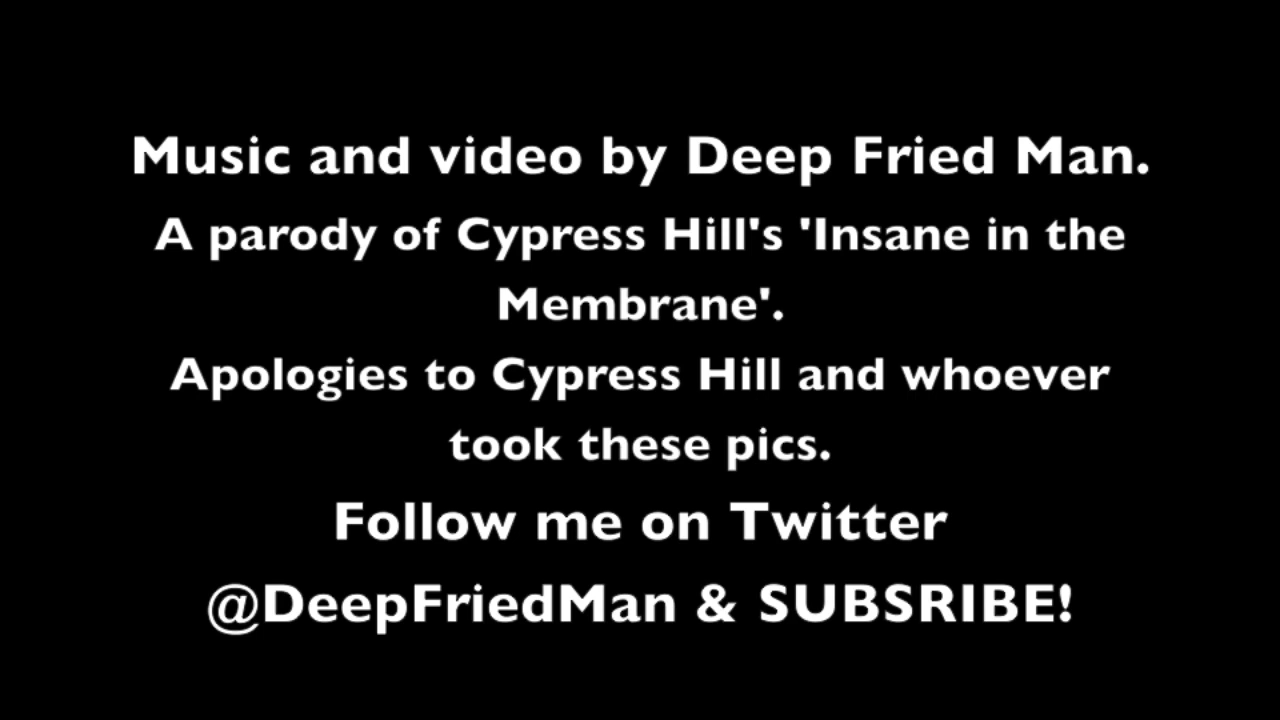 Music and video by Deep Fried Man.
A parody of Cypress Hill's 'Insane in the
Membrane'.
Apologies to Cypress Hill and whoever
took these pics.
Follow me on Twitter
@DeepFriedMan & SUBSRIBE!